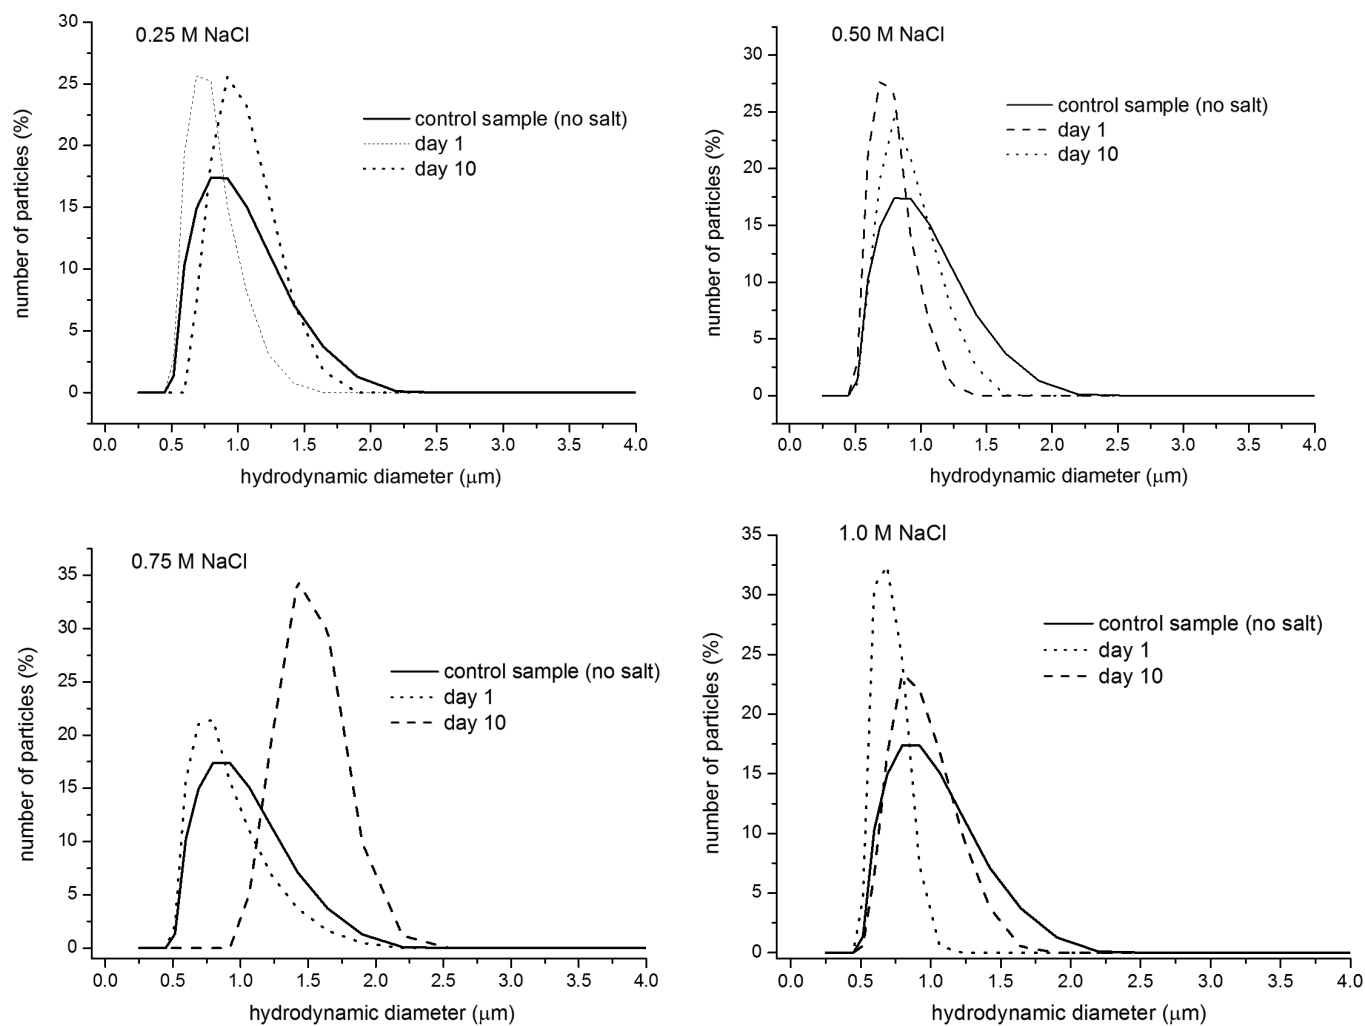 0.25 M NaCl
30
25
20
15
10
5
0
number of particles (%)
control sample (no salt)
day 1
day 10
0.0 0.5 1.0 1.5 2.0 2.5 3.0 3.5 4.0
hydrodynamic diameter (μm)
0.50 M NaCl
30
25
20
15
10
5
0
number of particles (%)
control sample (no salt)
day 1
day 10
0.0 0.5 1.0 1.5 2.0 2.5 3.0 3.5 4.0
hydrodynamic diameter (μm)
0.75 M NaCl
35
30
25
20
15
10
5
0
number of particles (%)
control sample (no salt)
day 1
day 10
0.0 0.5 1.0 1.5 2.0 2.5 3.0 3.5 4.0
hydrodynamic diameter (μm)
1.0 M NaCl
35
30
25
20
15
10
5
0
number of particles (%)
control sample (no salt)
day 1
day 10
0.0 0.5 1.0 1.5 2.0 2.5 3.0 3.5 4.0
hydrodynamic diameter (μm)